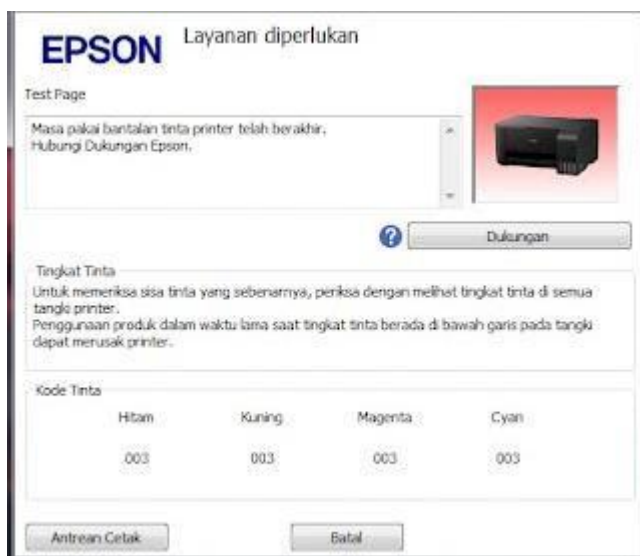 EPSON
Layanan diperlukan
Test Page
Masa pakai bantalan tinta printer telah berakhir.
Hubungi Dukungan Epson.
Dukungan
Tingkat Tinta
Untuk memeriksa sisa tinta yang sebenarnya, periksa dengan melihat tingkat tinta di semua
tangki printer.
Penggunaan produk dalam waktu lama saat tingkat tinta berada di bawah garis pada tangki
dapat merusak printer.
Kode Tinta
Hitam Kuning Magenta Cyan
003 003 003 003
Antrean Cetak Batal